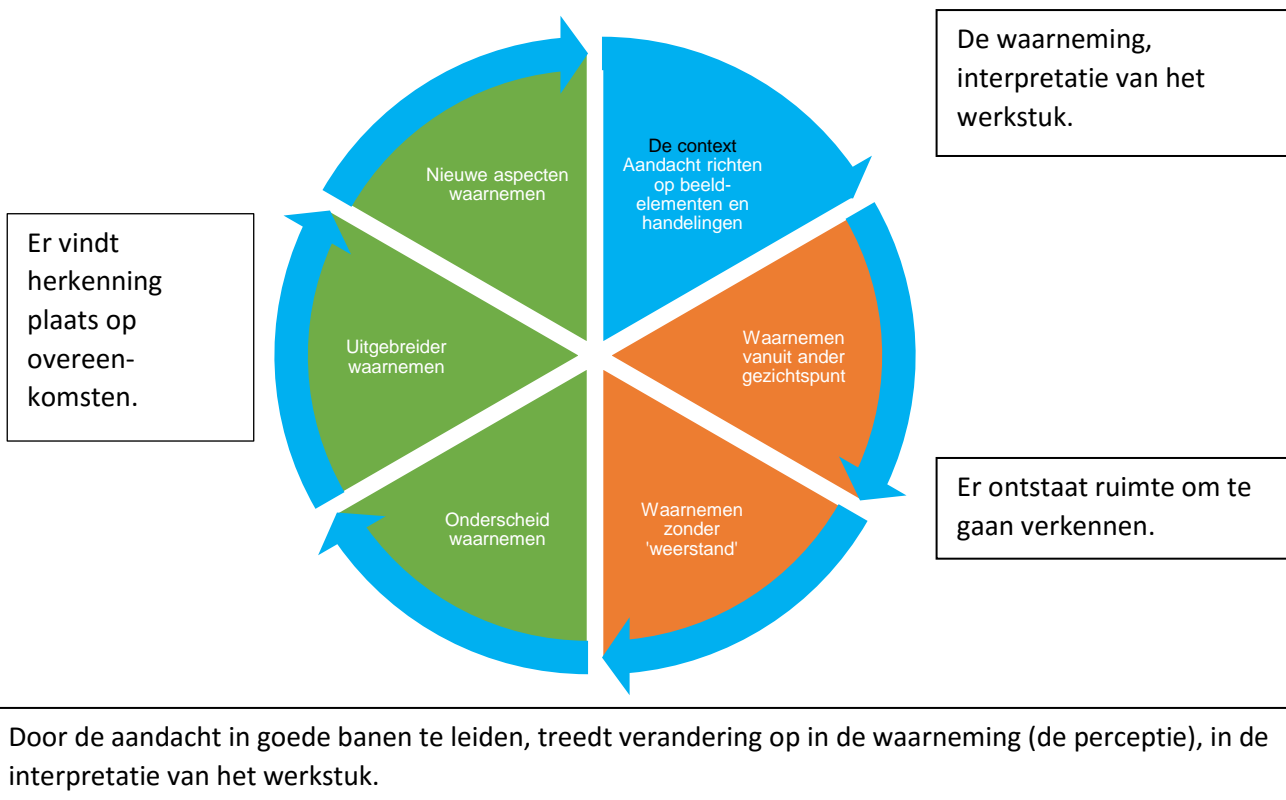 De waarneming,
interpretatie van het
werkstuk.
De context
Aandacht richten
op beeld-
elementen en
handelingen
Nieuwe aspecten
waarnemen
Er vindt
herkenning
plaats op
overeen-
komsten.
Uitgebreider
waarnemen
Waarnemen
vanuit ander
gezichtspunt
Er ontstaat ruimte om te
gaan verkennen.
Onderscheid
waarnemen
Waarnemen
zonder
'weerstand'
Door de aandacht in goede banen te leiden, treedt verandering op in de waarneming (de perceptie), in de
interpretatie van het werkstuk.